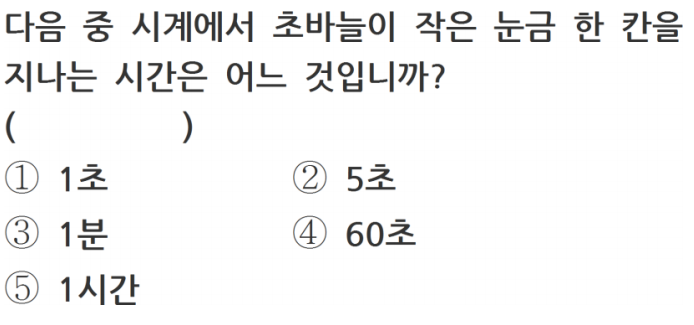 다음 중 시계에서 초바늘이 작은 눈금 한 칸을
지나는 시간은 어느 것입니까?
( )
① 1초 ② 5초
③ 1분 ④ 60초
⑤ 1시간